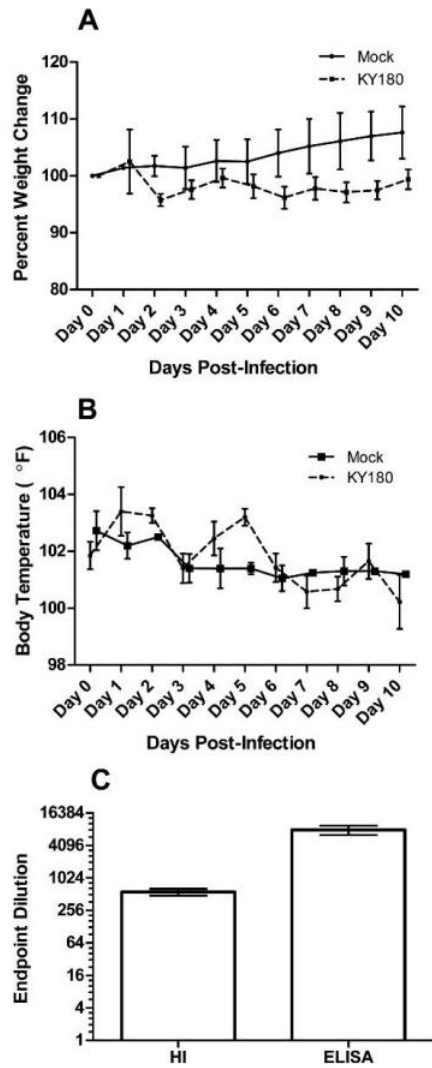 A
Percent Weight Change
120
110
100
90
80
Mock
KY180
Day 0
Day 1
Day 2
Day 3
Day 4
Day 5
Day 6
Day 7
Day 8
Day 9
Day 10
Days Post-Infection
B
Body Temperature ( °F)
106
104
102
100
98
Mock
KY180
Day 0
Day 1
Day 2
Day 3
Day 4
Day 5
Day 6
Day 7
Day 8
Day 9
Day 10
Days Post-Infection
C
Endpoint Dilution
16384
4096
1024
256
64
16
4
1
HI
ELISA